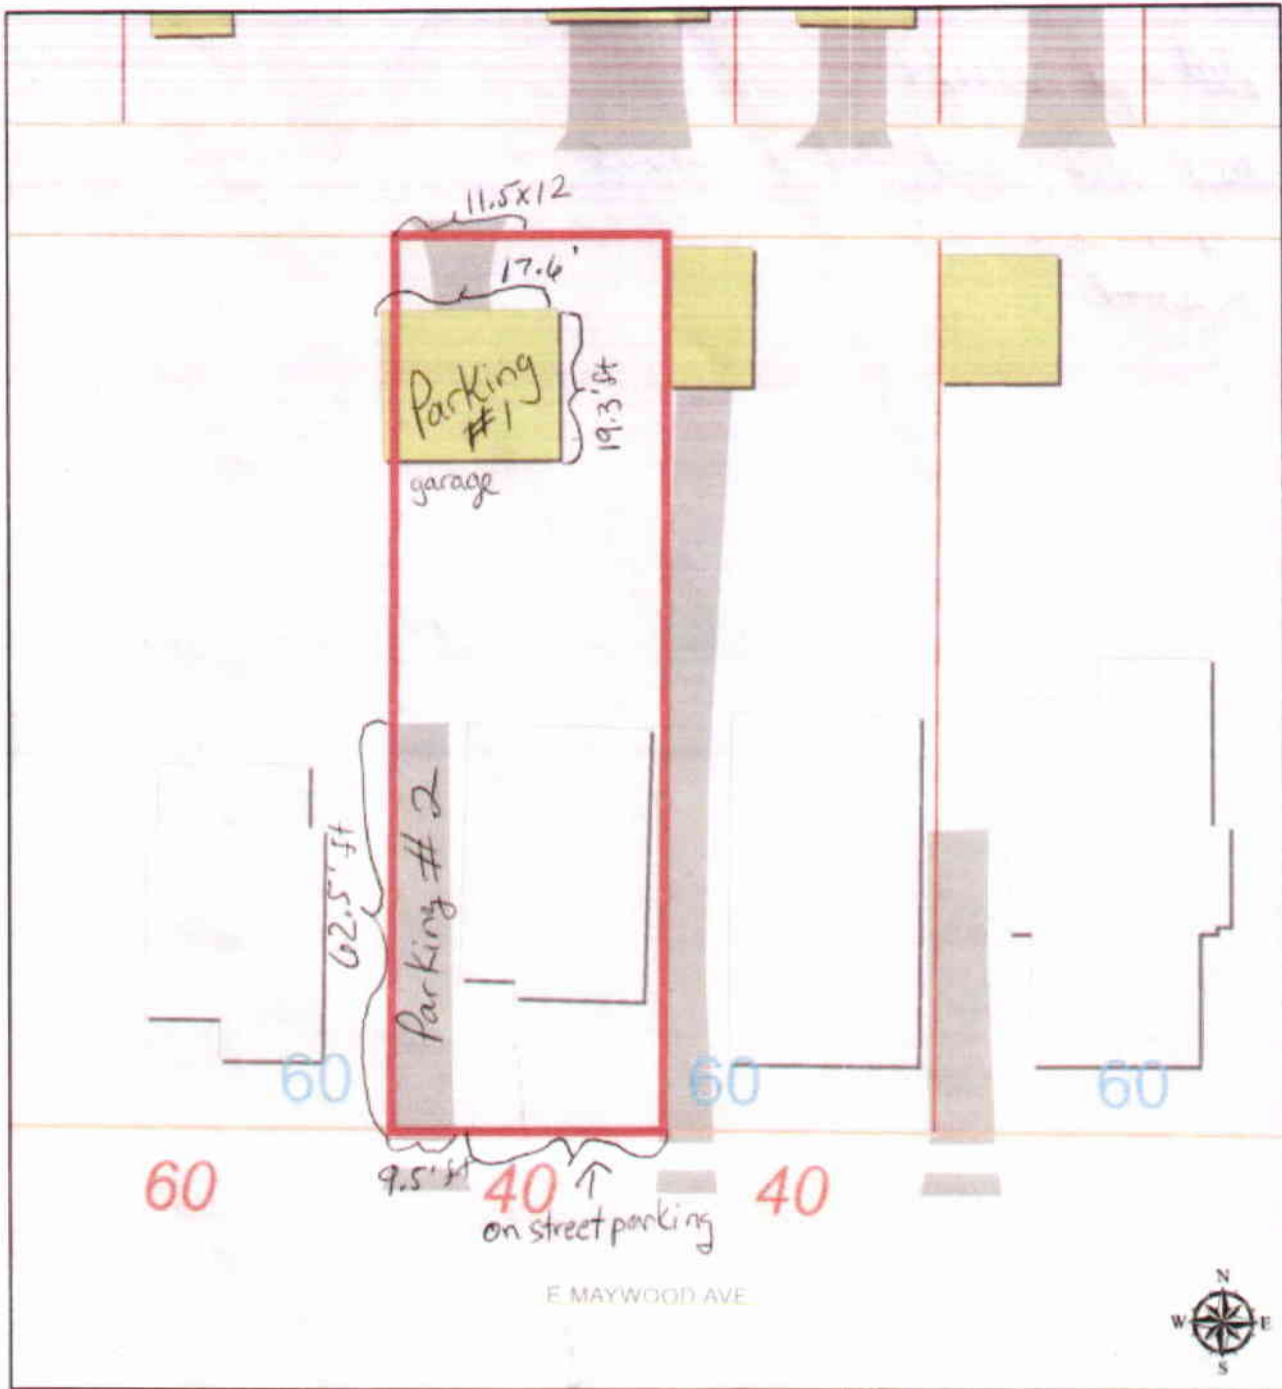 11.5x12
17.6'
Parking
#1
19.3'ft
garage
62.5'ft
Parking #2
60
60
60
9.5'ft
60
40
40
on street parking
E MAYWOOD AVE
N
W
E
S